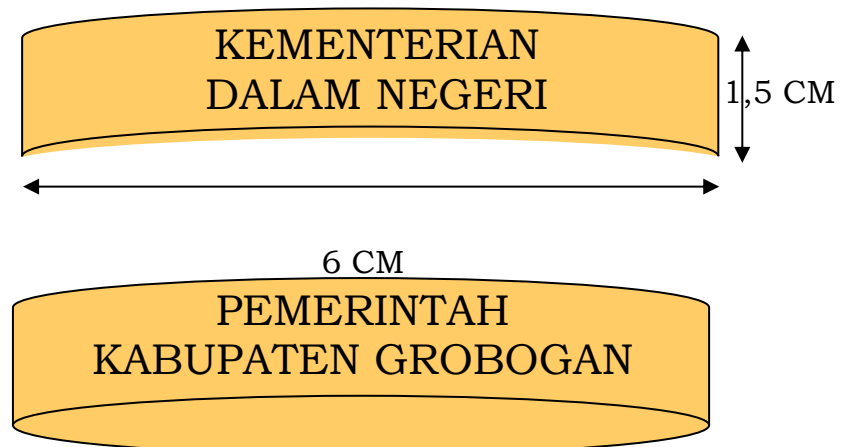 KEMENTERIAN
DALAM NEGERI
1,5 CM
6 CM
PEMERINTAH
KABUPATEN GROBOGAN